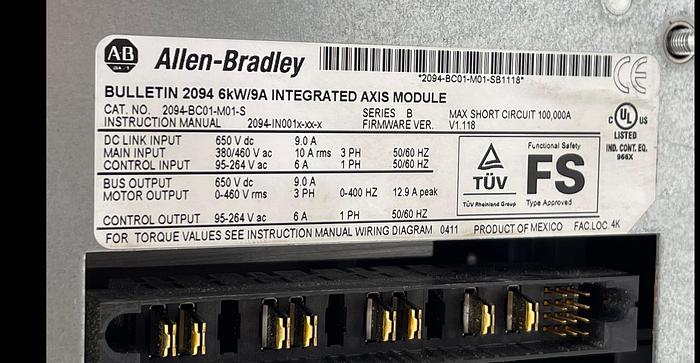 AB Allen-Bradley
*2094-BC01-M01-SB1118*
CE
BULLETIN 2094 6kW/9A INTEGRATED AXIS MODULE
CAT. NO. 2094-BC01-M01-S SERIES B MAX SHORT CIRCUIT 100,000A
INSTRUCTION MANUAL 2094-IN001x-xx-x FIRMWARE VER. V1.118
DC LINK INPUT 650 V dc 9.0 A
MAIN INPUT 380/460 V ac 10 A rms 3 PH 50/60 HZ
CONTROL INPUT 95-264 V ac 6 A 1 PH 50/60 HZ
BUS OUTPUT 650 V dc 9.0 A
MOTOR OUTPUT 0-460 V rms 3 PH 0-400 HZ 12.9 A peak
CONTROL OUTPUT 95-264 V ac 6 A 1 PH 50/60 HZ
TÜV
TÜV Rheinland Group
Functional Safety
FS
Type Approved
C UL US
LISTED
IND. CONT. EQ.
966X
FOR TORQUE VALUES SEE INSTRUCTION MANUAL WIRING DIAGRAM 0411 PRODUCT OF MEXICO FAC.LOC. 4K